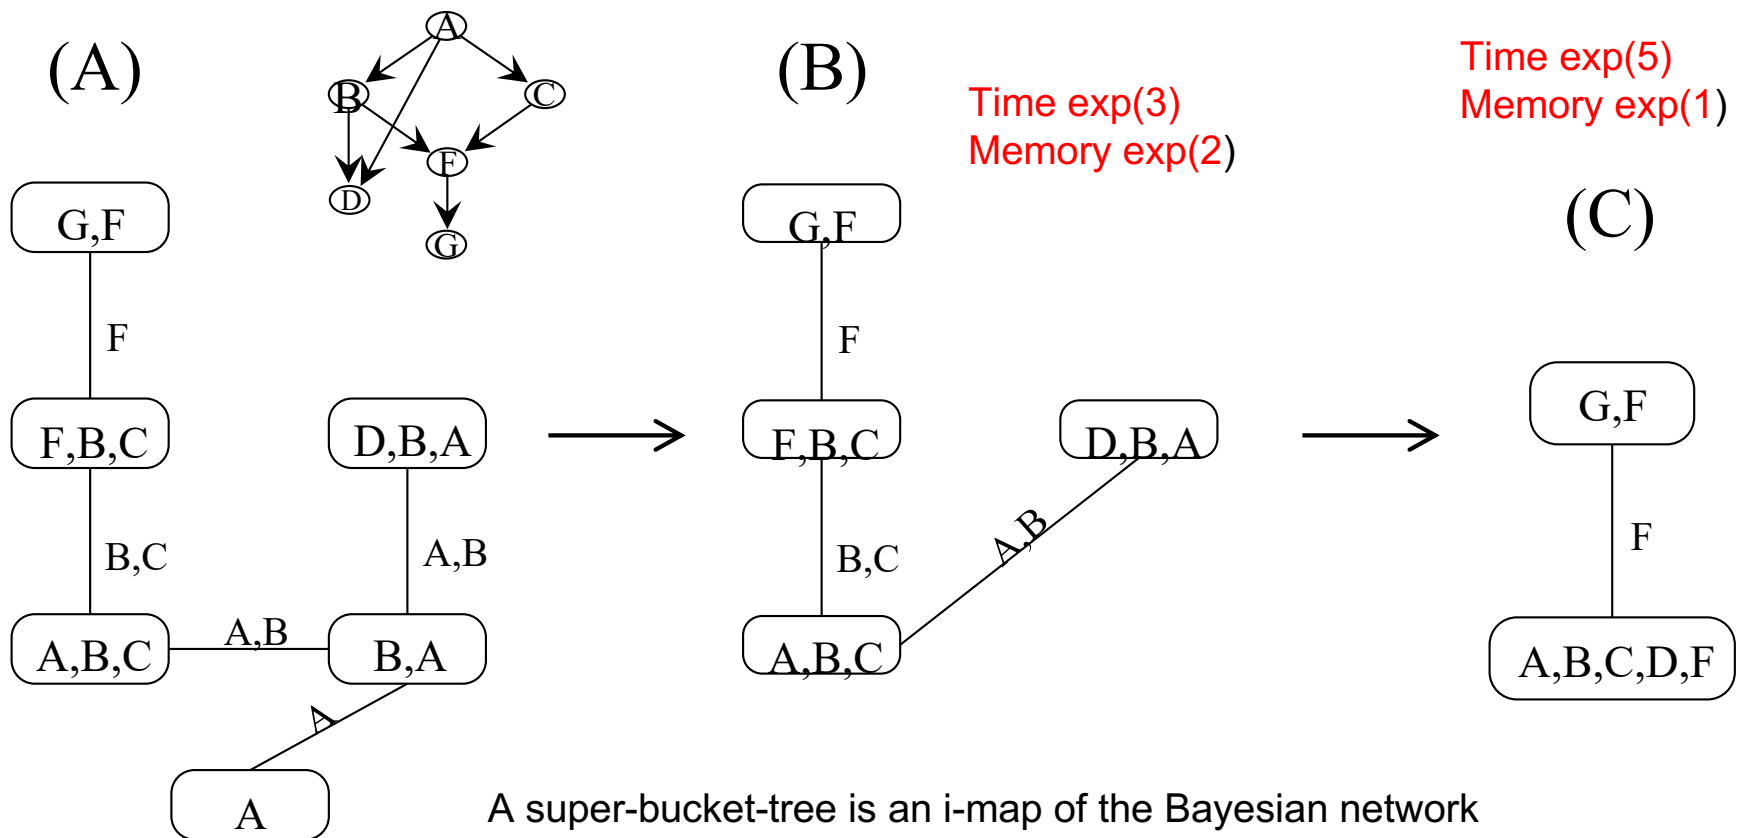 (A)
A
B
C
F
D
G
G,F
F
F,B,C
D,B,A
B,C
A,B
A,B,C
A,B
B,A
A
A
(B)
Time exp(3)
Memory exp(2)
G,F
F
F,B,C
D,B,A
B,C
A,B
A,B,C
Time exp(5)
Memory exp(1)
(C)
G,F
F
A,B,C,D,F
A super-bucket-tree is an i-map of the Bayesian network